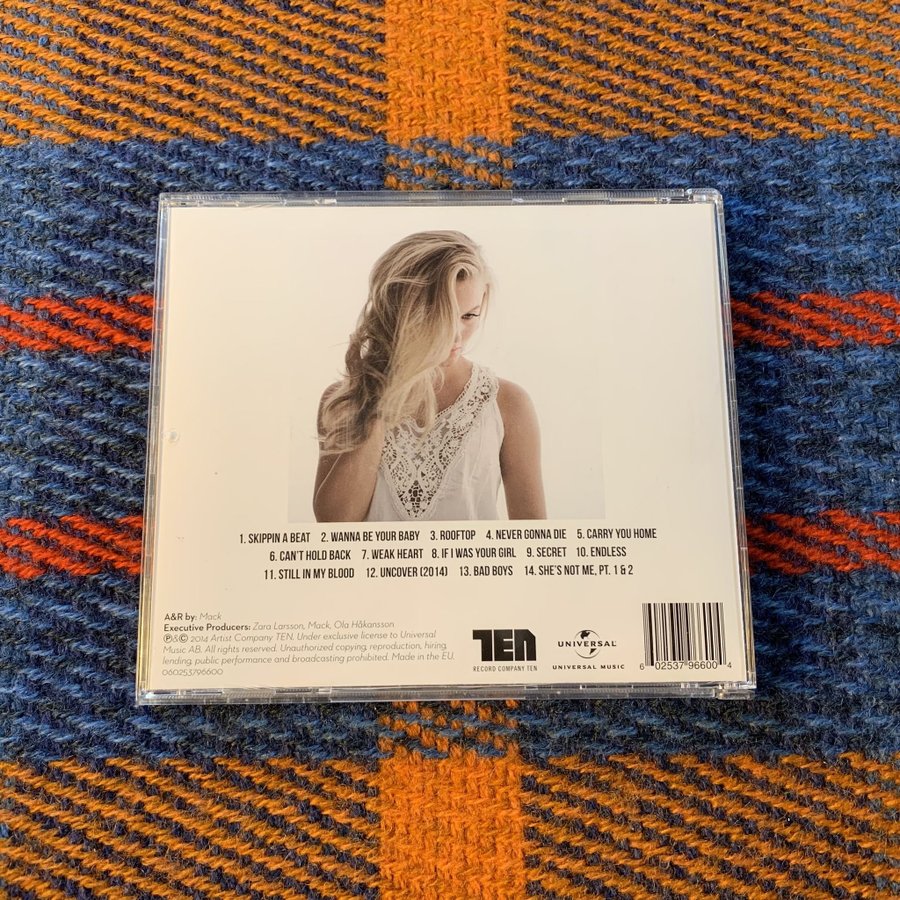 1. SKIPPIN A BEAT 2. WANNA BE YOUR BABY 3. ROOFTOP 4. NEVER GONNA DIE 5. CARRY YOU HOME
6. CAN'T HOLD BACK 7. WEAK HEART 8. IF I WAS YOUR GIRL 9. SECRET 10. ENDLESS
11. STILL IN MY BLOOD 12. UNCOVER (2014) 13. BAD BOYS 14. SHE'S NOT ME, PT. 1 & 2
A&R by: Mack
Executive Producers: Zara Larsson, Mack, Ola Håkansson
℗&© 2014 Artist Company TEN. Under exclusive license to Universal
Music AB. All rights reserved. Unauthorized copying, reproduction, hiring,
lending, public performance and broadcasting prohibited. Made in the EU.
060253796600
TEN
RECORD COMPANY TEN
UNIVERSAL
UNIVERSAL MUSIC
6 02537 96600 4